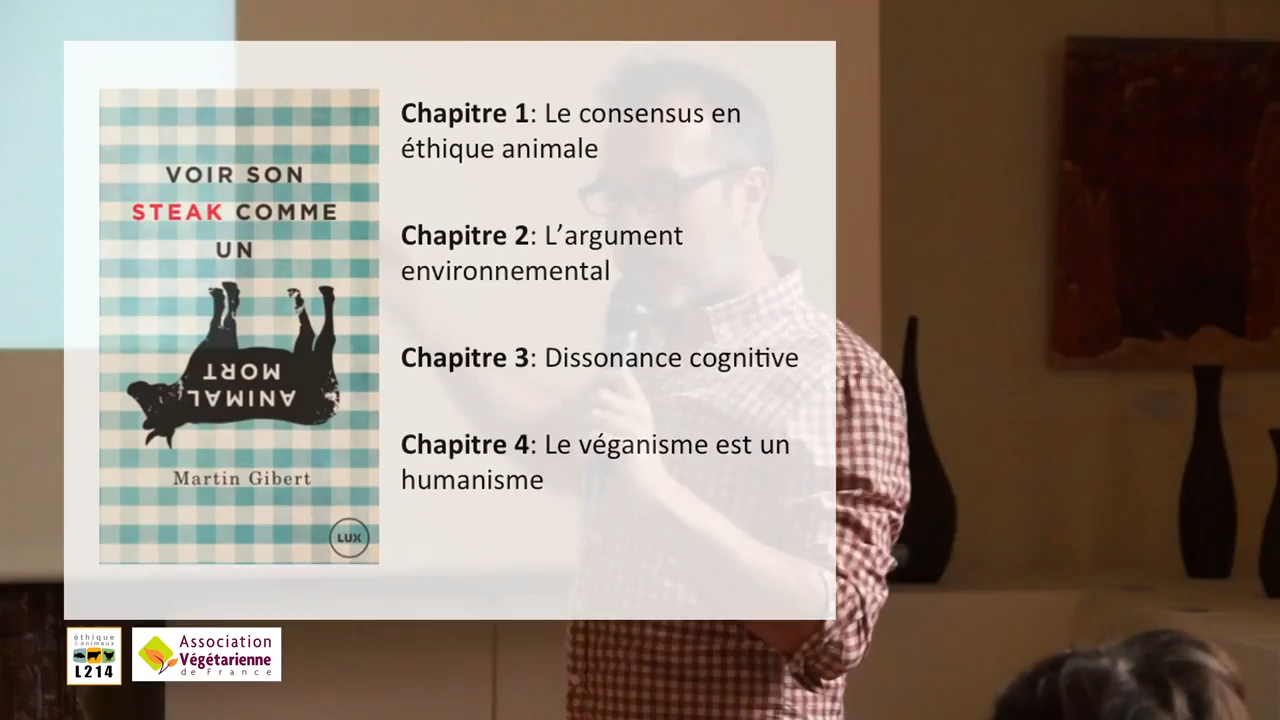 VOIR SON
STEAK COMME
UN
ANIMAL
MORT
Martin Gibert
LUX
Chapitre 1: Le consensus en
éthique animale
Chapitre 2: L’argument
environnemental
Chapitre 3: Dissonance cognitive
Chapitre 4: Le véganisme est un
humanisme
éthique
& animaux
L214
Association
Végétarienne
de France